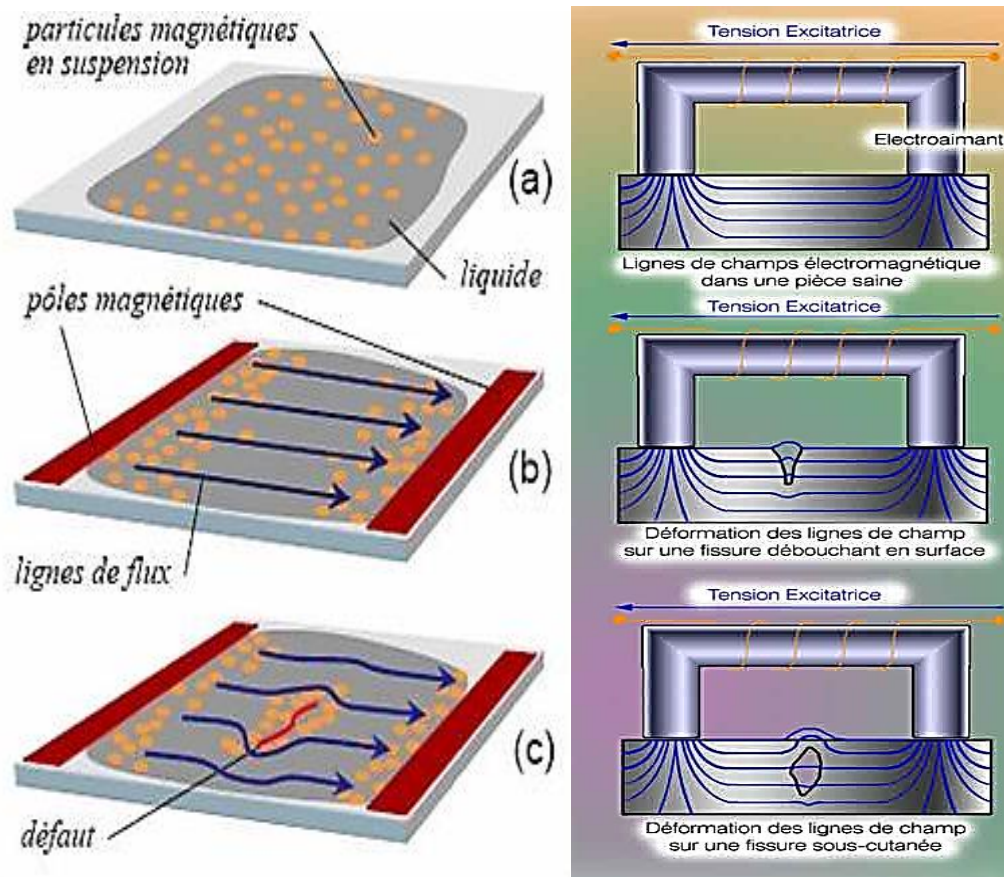 particules magnétiques
en suspension
(a)
liquide
pôles magnétiques
(b)
lignes de flux
(c)
défaut
Tension Excitatrice
Electroaimant
Lignes de champs électromagnétique
dans une pièce saine
Tension Excitatrice
Déformation des lignes de champ
sur une fissure débouchant en surface
Tension Excitatrice
Déformation des lignes de champ
sur une fissure sous-cutanée